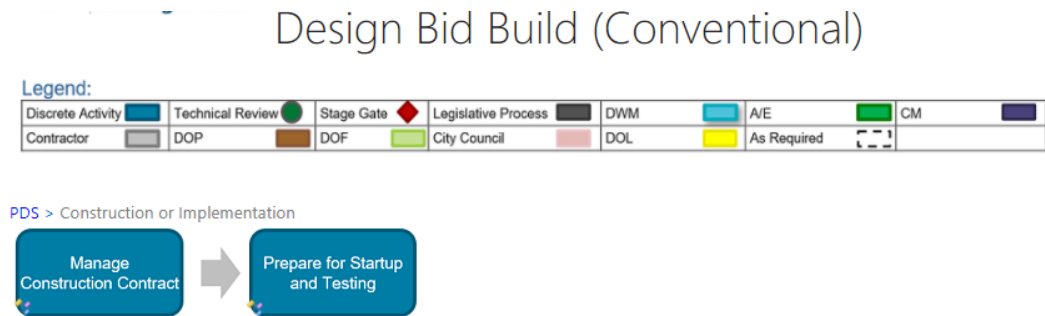 Design Bid Build (Conventional)
Legend:
Discrete Activity Technical Review Stage Gate Legislative Process DWM A/E CM
Contractor DOP DOF City Council DOL As Required
PDS > Construction or Implementation
Manage
Construction Contract
Prepare for Startup
and Testing